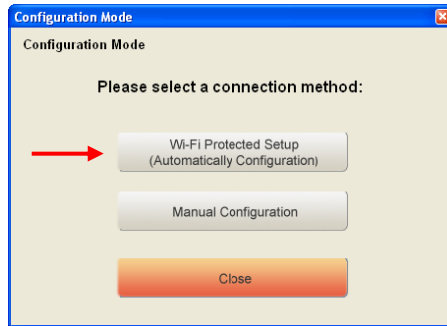 Configuration Mode
Configuration Mode
Please select a connection method:
Wi-Fi Protected Setup
(Automatically Configuration)
Manual Configuration
Close